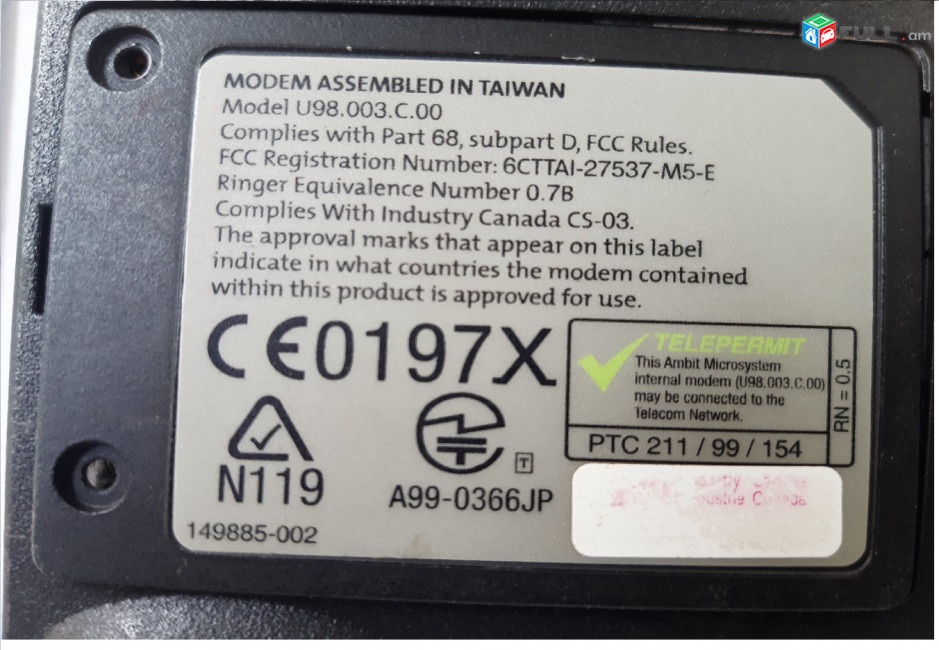 FULL.am
MODEM ASSEMBLED IN TAIWAN
Model U98.003.C.00
Complies with Part 68, subpart D, FCC Rules.
FCC Registration Number: 6CTTAI-27537-M5-E
Ringer Equivalence Number 0.7B
Complies With Industry Canada CS-03.
The approval marks that appear on this label
indicate in what countries the modem contained
within this product is approved for use.
CE0197X
TELEPERMIT
This Ambit Microsystem
internal modem (U98.003.C.00)
may be connected to the
Telecom Network.
RN = 0.5
PTC 211 / 99 / 154
N119
T
A99-0366JP
149885-002